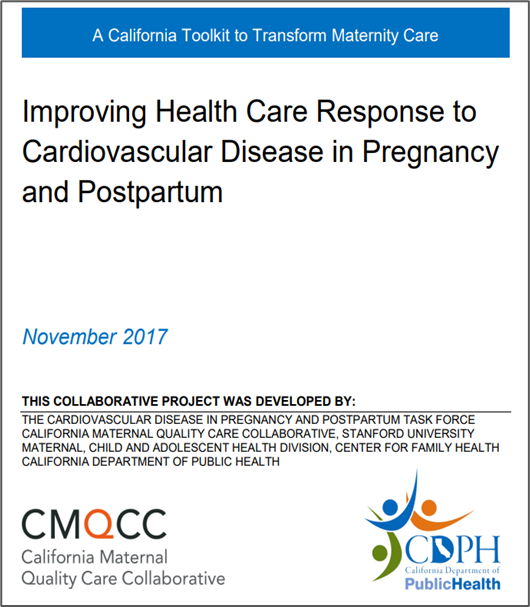 A California Toolkit to Transform Maternity Care
Improving Health Care Response to
Cardiovascular Disease in Pregnancy
and Postpartum
November 2017
THIS COLLABORATIVE PROJECT WAS DEVELOPED BY:
THE CARDIOVASCULAR DISEASE IN PREGNANCY AND POSTPARTUM TASK FORCE
CALIFORNIA MATERNAL QUALITY CARE COLLABORATIVE, STANFORD UNIVERSITY
MATERNAL, CHILD AND ADOLESCENT HEALTH DIVISION, CENTER FOR FAMILY HEALTH
CALIFORNIA DEPARTMENT OF PUBLIC HEALTH
CMQCC
California Maternal
Quality Care Collaborative
CDPH
California Department of
PublicHealth